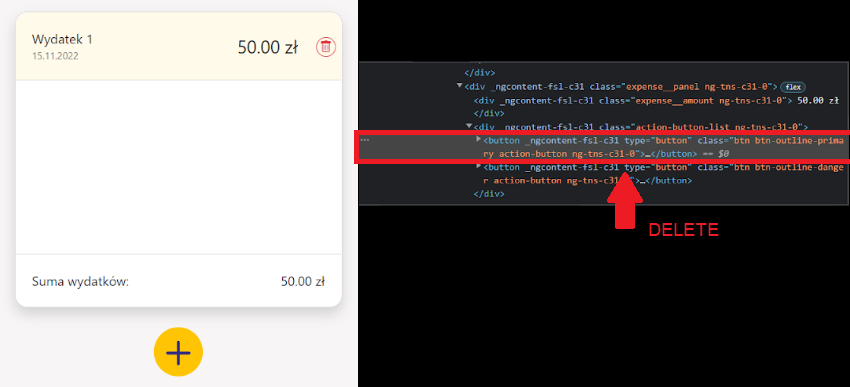 Wydatek 1
15.11.2022
50.00 zł
Suma wydatków:
50.00 zł
</div>
<div _ngcontent-fsl-c31 class="expense__panel ng-tns-c31-0"> flex
<div _ngcontent-fsl-c31 class="expense__amount ng-tns-c31-0"> 50.00 zł
</div>
<div _ngcontent-fsl-c31 class="action-button-list ng-tns-c31-0">
<button _ngcontent-fsl-c31 type="button" class="btn btn-outline-prima
ry action-button ng-tns-c31-0">…</button> == $0
<button _ngcontent-fsl-c31 type="button" class="btn btn-outline-dange
r action-button ng-tns-c31-0">…</button>
</div>
DELETE